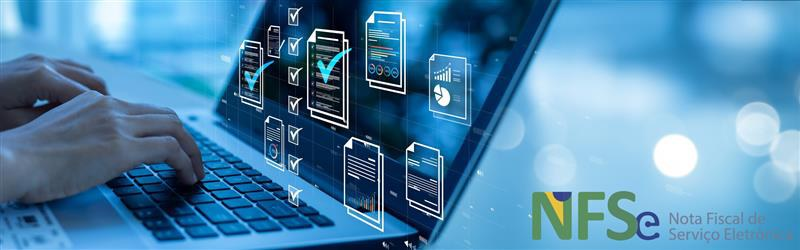 NFSe
Nota Fiscal de
Serviço Eletrônica